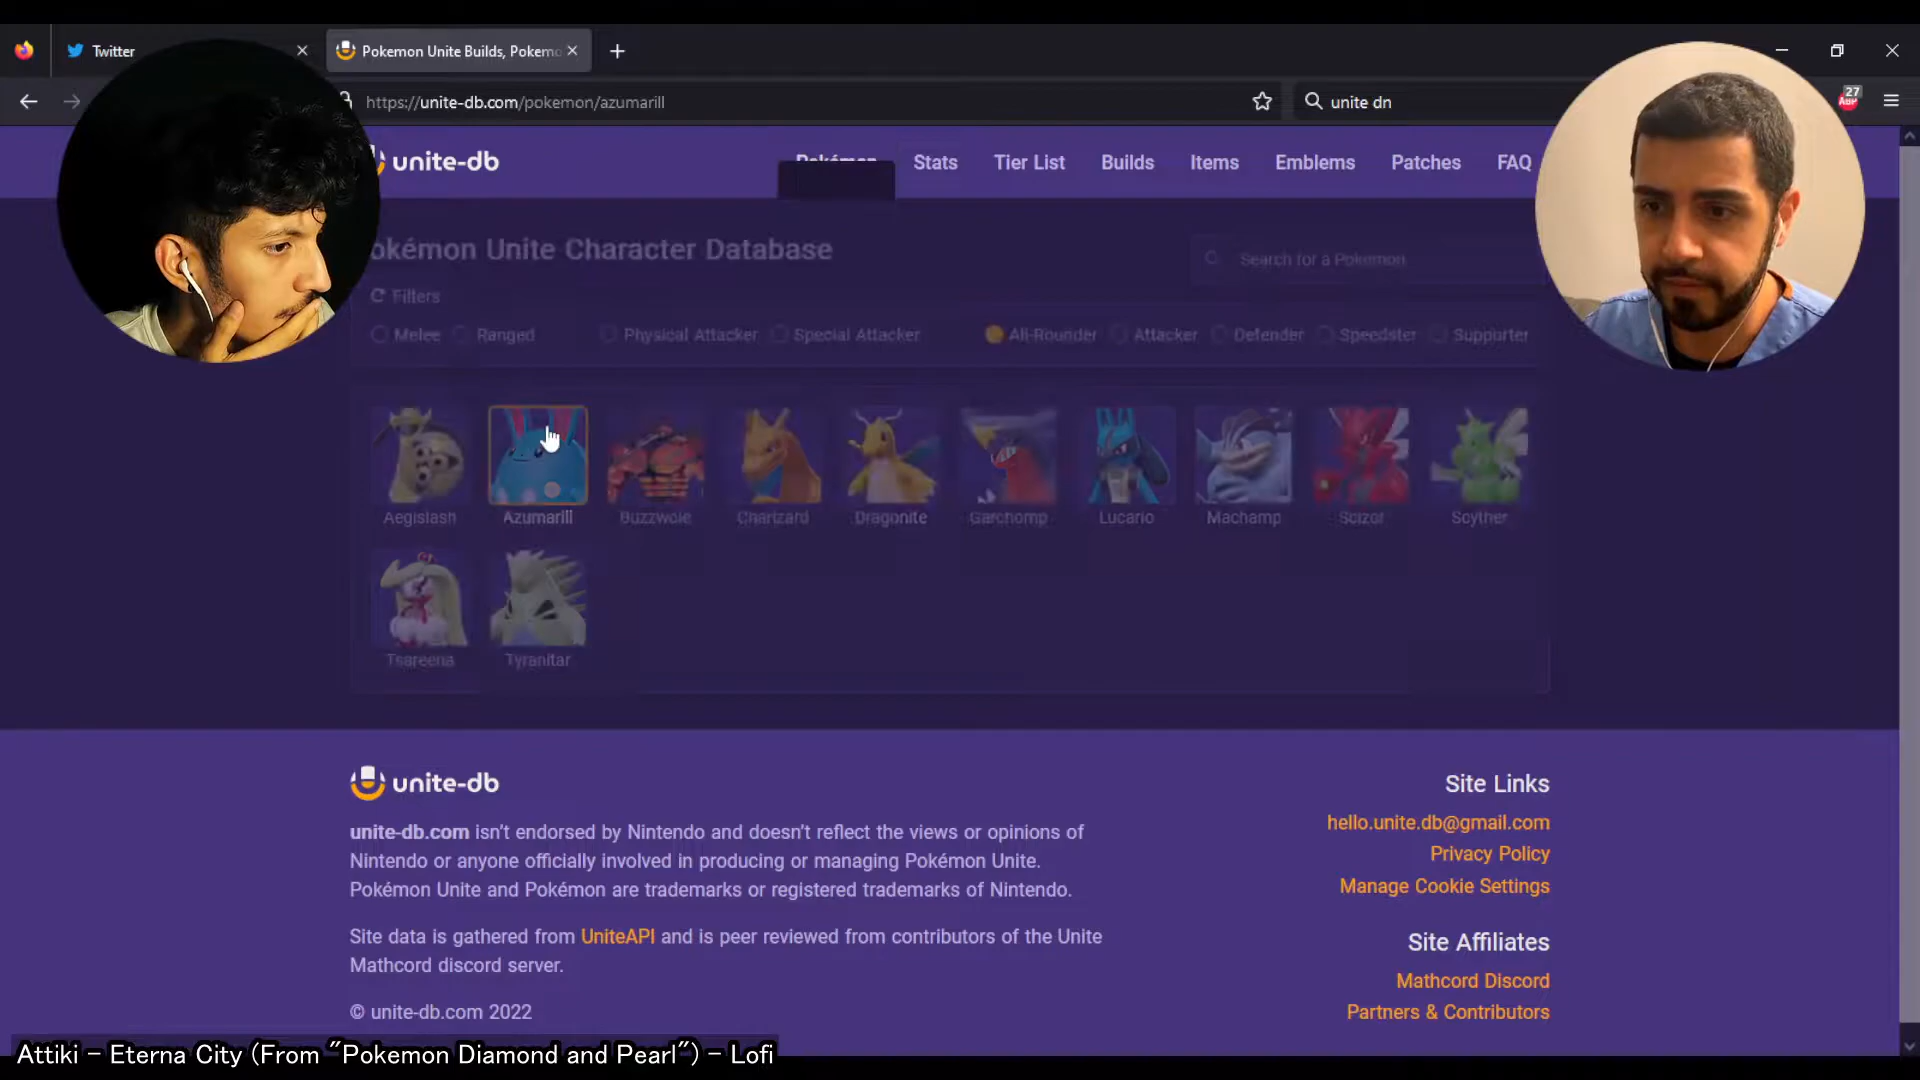 Twitter
Pokemon Unite Builds, Pokemo
https://unite-db.com/pokemon/azumarill
unite dn
27
ABP
unite-db
Pokémon
Stats
Tier List
Builds
Items
Emblems
Patches
FAQ
okémon Unite Character Database
Search for a Pokemon
Filters
Melee
Ranged
Physical Attacker
Special Attacker
All-Rounder
Attacker
Defender
Speedster
Supporter
Aegislash
Azumarill
Buzzwole
Charizard
Dragonite
Garchomp
Lucario
Machamp
Scizor
Scyther
Tsareena
Tyranitar
unite-db
unite-db.com isn't endorsed by Nintendo and doesn't reflect the views or opinions of
Nintendo or anyone officially involved in producing or managing Pokémon Unite.
Pokémon Unite and Pokémon are trademarks or registered trademarks of Nintendo.
Site data is gathered from UniteAPI and is peer reviewed from contributors of the Unite
Mathcord discord server.
© unite-db.com 2022
Site Links
hello.unite.db@gmail.com
Privacy Policy
Manage Cookie Settings
Site Affiliates
Mathcord Discord
Partners & Contributors
Attiki - Eterna City (From "Pokemon Diamond and Pearl") - Lofi